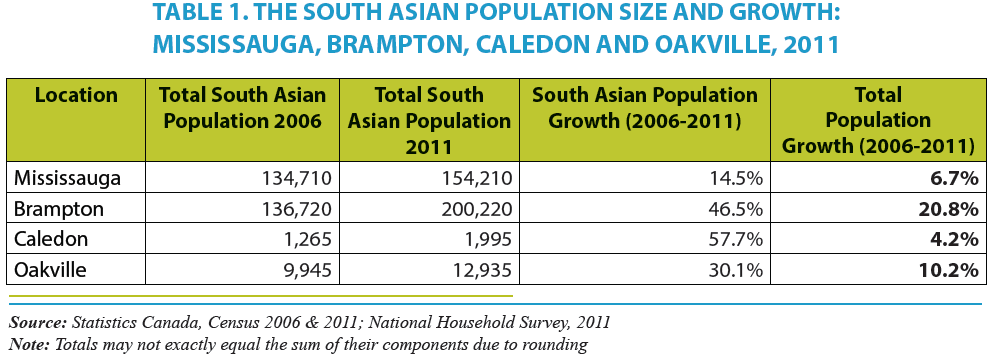 TABLE 1. THE SOUTH ASIAN POPULATION SIZE AND GROWTH:
MISSISSAUGA, BRAMPTON, CALEDON AND OAKVILLE, 2011
Location | Total South Asian Population 2006 | Total South Asian Population 2011 | South Asian Population Growth (2006-2011) | Total Population Growth (2006-2011)
Mississauga | 134,710 | 154,210 | 14.5% | 6.7%
Brampton | 136,720 | 200,220 | 46.5% | 20.8%
Caledon | 1,265 | 1,995 | 57.7% | 4.2%
Oakville | 9,945 | 12,935 | 30.1% | 10.2%
Source: Statistics Canada, Census 2006 & 2011; National Household Survey, 2011
Note: Totals may not exactly equal the sum of their components due to rounding